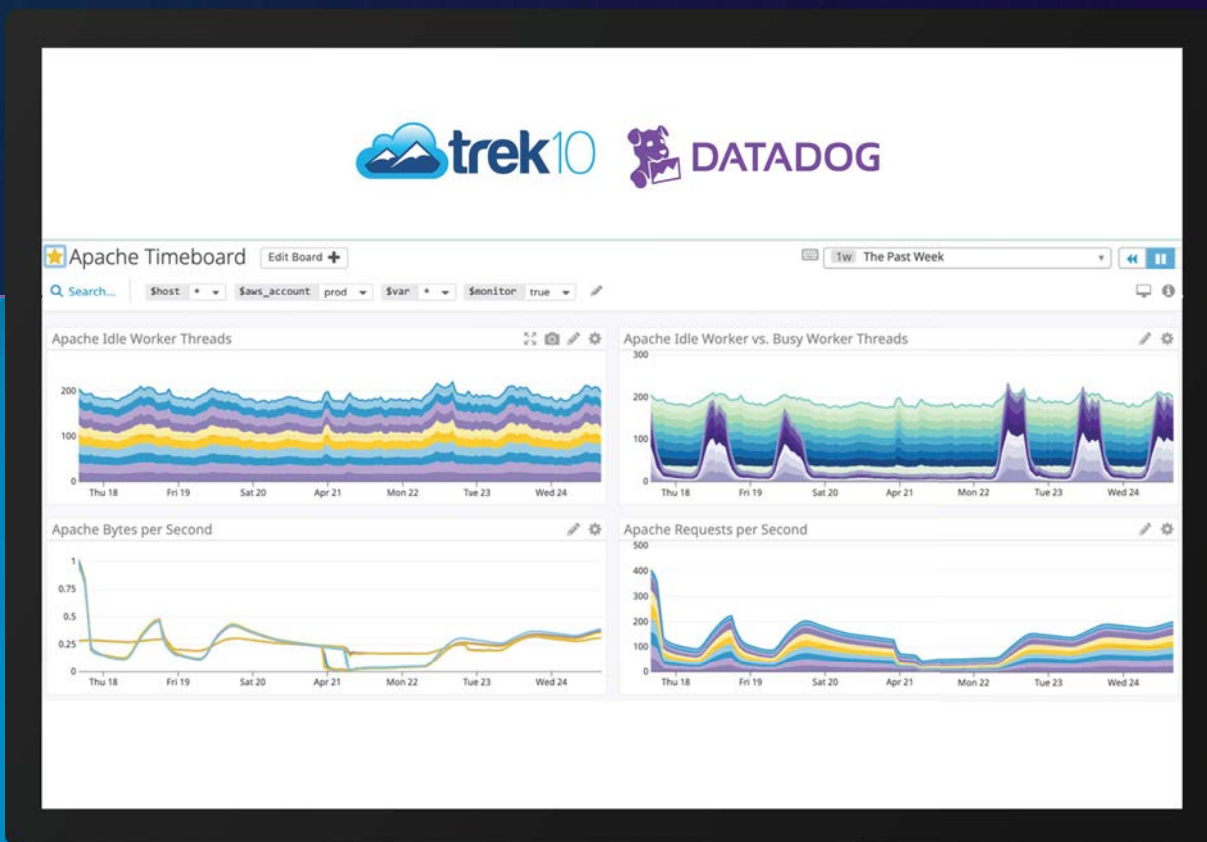 trek10 DATADOG
Apache Timeboard Edit Board 1w The Past Week
Search... $host * $aws_account prod $var * $monitor true
Apache Idle Worker Threads
200
100
0
Thu 18 Fri 19 Sat 20 Apr 21 Mon 22 Tue 23 Wed 24
Apache Idle Worker vs. Busy Worker Threads
300
200
100
0
Thu 18 Fri 19 Sat 20 Apr 21 Mon 22 Tue 23 Wed 24
Apache Bytes per Second
1
0.75
0.5
0.25
0
Thu 18 Fri 19 Sat 20 Apr 21 Mon 22 Tue 23 Wed 24
Apache Requests per Second
500
400
300
200
100
0
Thu 18 Fri 19 Sat 20 Apr 21 Mon 22 Tue 23 Wed 24